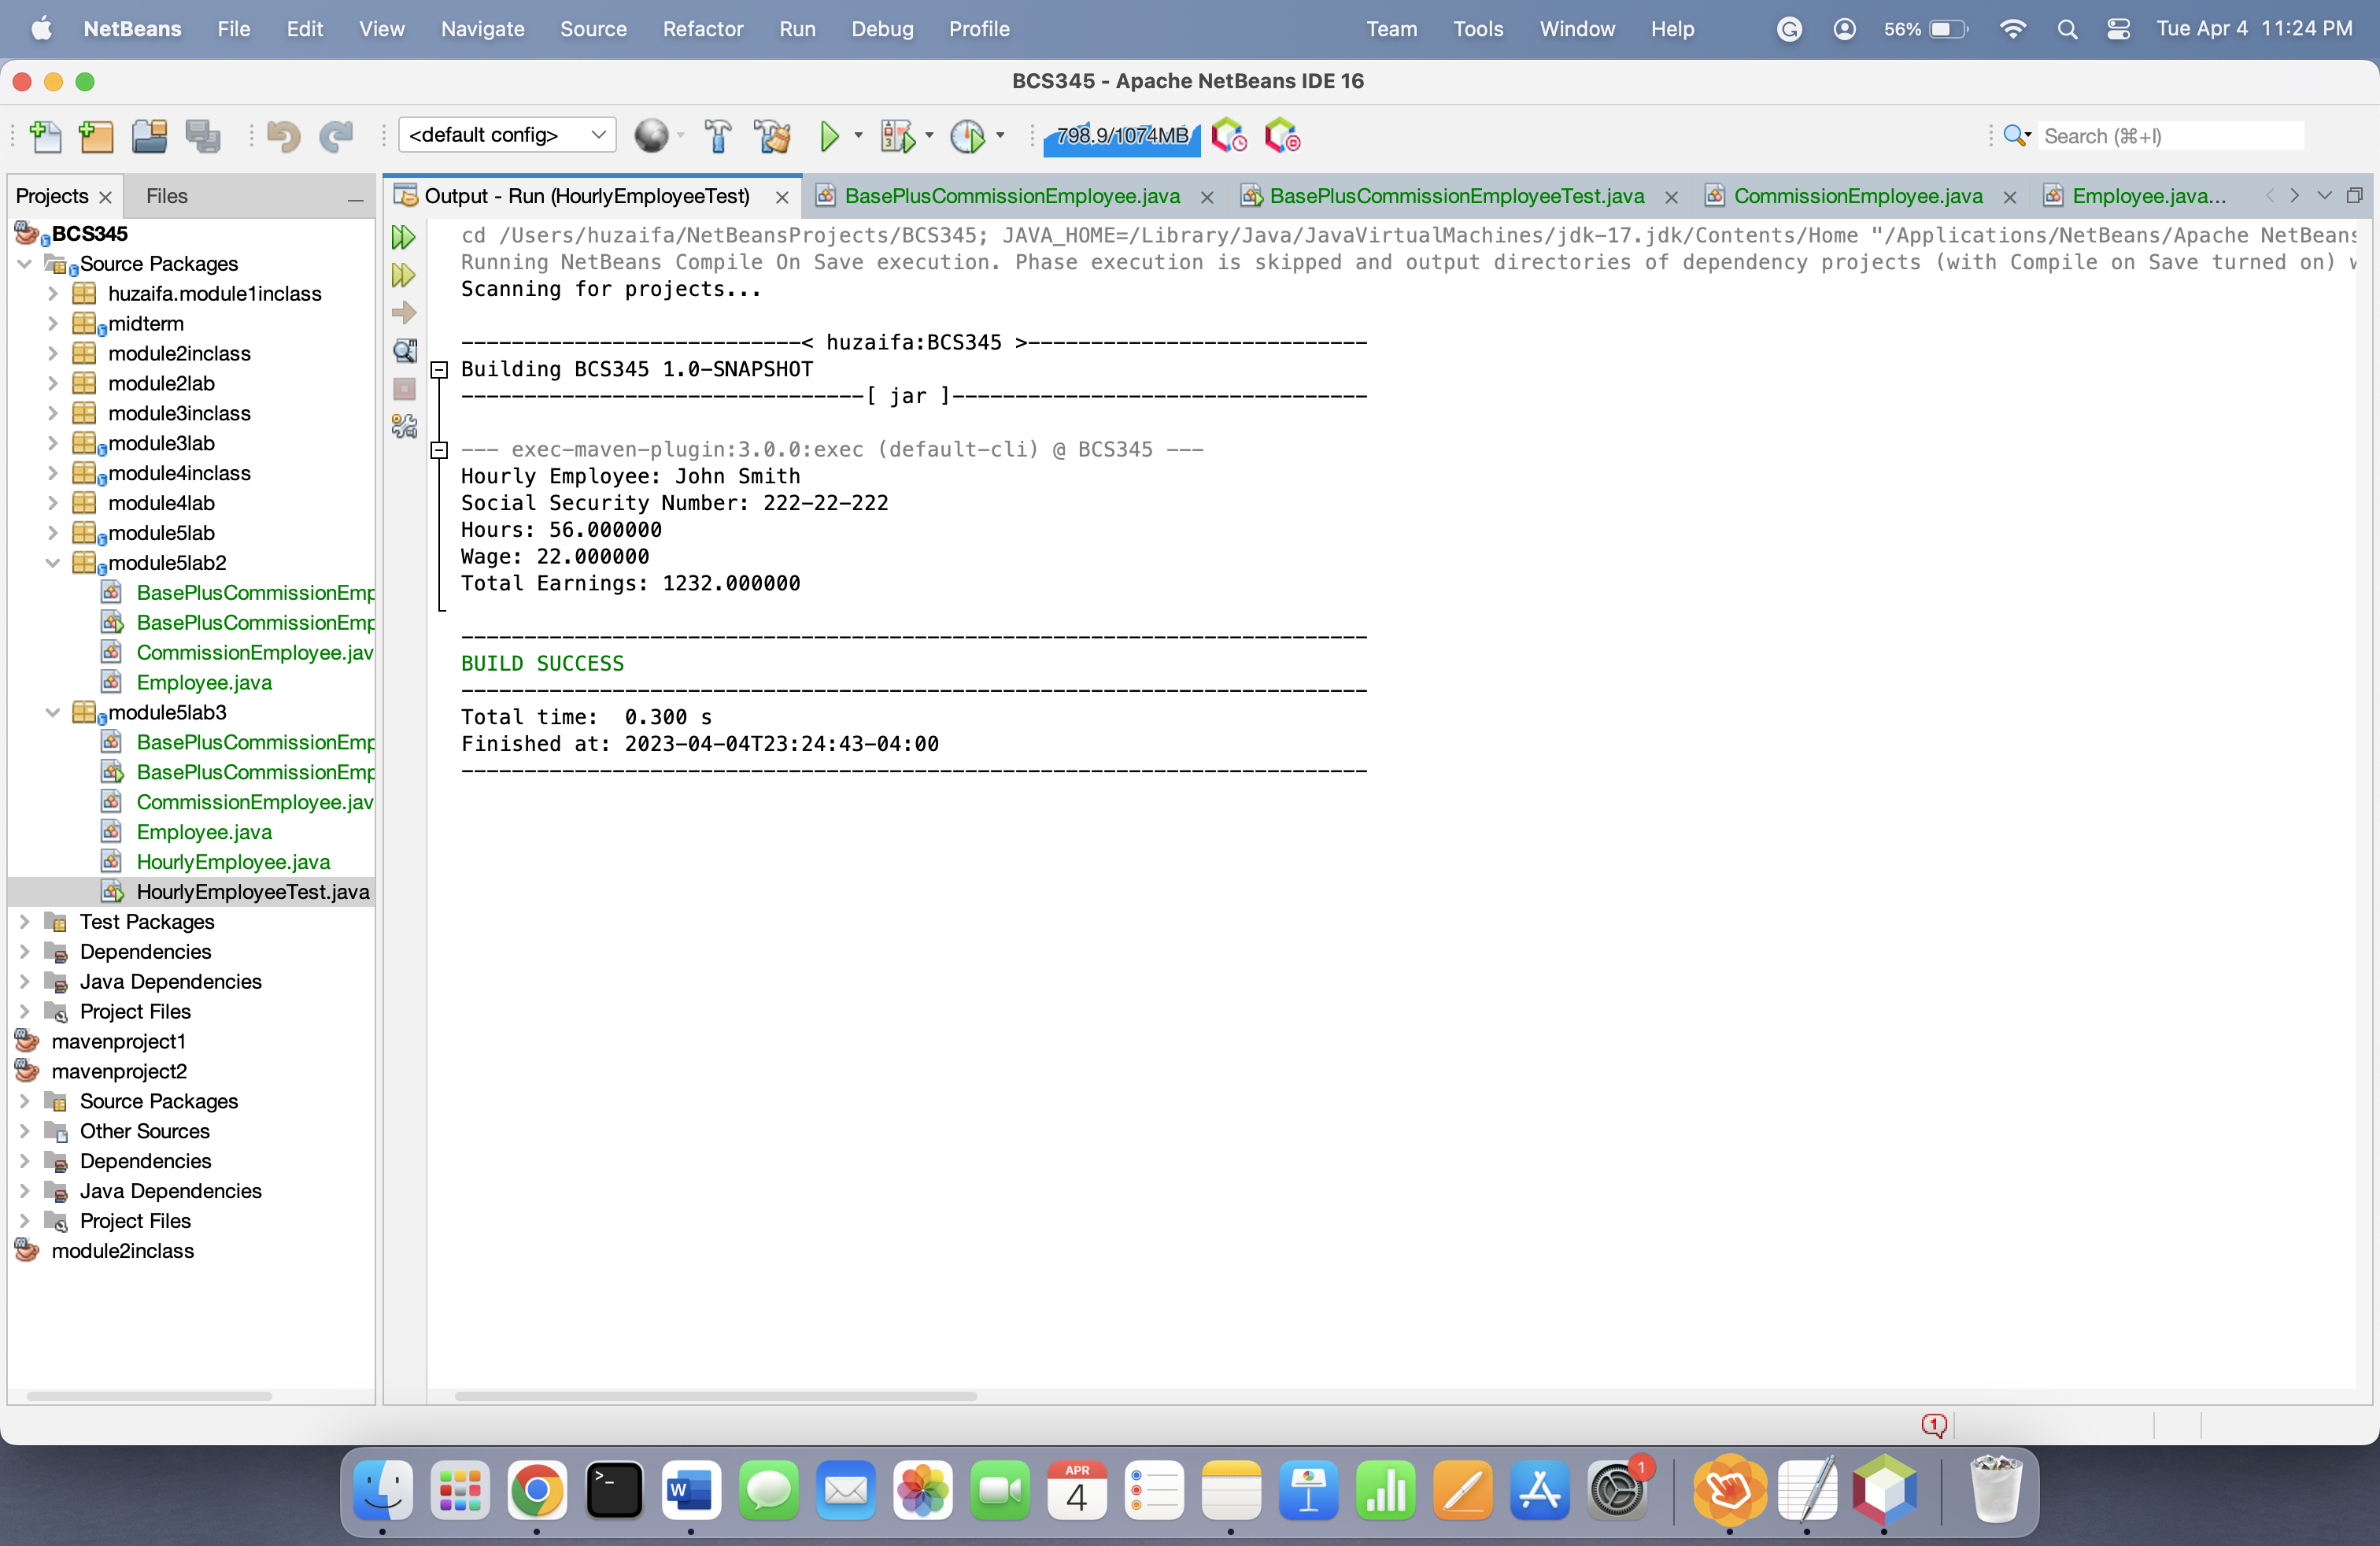 NetBeans File Edit View Navigate Source Refactor Run Debug Profile Team Tools Window Help 56% Tue Apr 4 11:24 PM
BCS345 - Apache NetBeans IDE 16
<default config> 798.9/1074MB Search (⌘+I)
Projects Files
Output - Run (HourlyEmployeeTest) BasePlusCommissionEmployee.java BasePlusCommissionEmployeeTest.java CommissionEmployee.java Employee.java...
BCS345
Source Packages
huzaifa.module1inclass
midterm
module2inclass
module2lab
module3inclass
module3lab
module4inclass
module4lab
module5lab
module5lab2
BasePlusCommissionEmp
BasePlusCommissionEmp
CommissionEmployee.jav
Employee.java
module5lab3
BasePlusCommissionEmp
BasePlusCommissionEmp
CommissionEmployee.jav
Employee.java
HourlyEmployee.java
HourlyEmployeeTest.java
Test Packages
Dependencies
Java Dependencies
Project Files
mavenproject1
mavenproject2
Source Packages
Other Sources
Dependencies
Java Dependencies
Project Files
module2inclass
cd /Users/huzaifa/NetBeansProjects/BCS345; JAVA_HOME=/Library/Java/JavaVirtualMachines/jdk-17.jdk/Contents/Home "/Applications/NetBeans/Apache NetBeans
Running NetBeans Compile On Save execution. Phase execution is skipped and output directories of dependency projects (with Compile on Save turned on) w
Scanning for projects...
---------------------------< huzaifa:BCS345 >---------------------------
Building BCS345 1.0-SNAPSHOT
--------------------------------[ jar ]---------------------------------
--- exec-maven-plugin:3.0.0:exec (default-cli) @ BCS345 ---
Hourly Employee: John Smith
Social Security Number: 222-22-222
Hours: 56.000000
Wage: 22.000000
Total Earnings: 1232.000000
------------------------------------------------------------------------
BUILD SUCCESS
------------------------------------------------------------------------
Total time:  0.300 s
Finished at: 2023-04-04T23:24:43-04:00
------------------------------------------------------------------------
1
>_ W APR 4 1